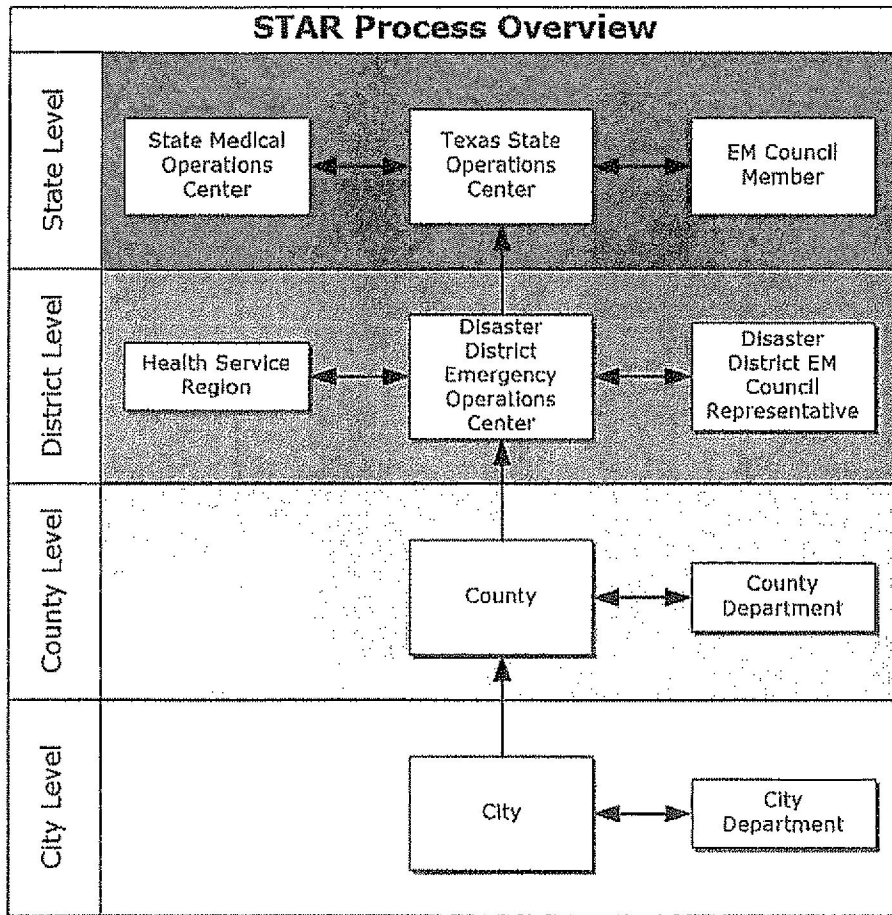 STAR Process Overview
State Level
State Medical
Operations
Center
Texas State
Operations
Center
EM Council
Member
District Level
Health Service
Region
Disaster
District
Emergency
Operations
Center
Disaster
District EM
Council
Representative
County Level
County
County
Department
City Level
City
City
Department